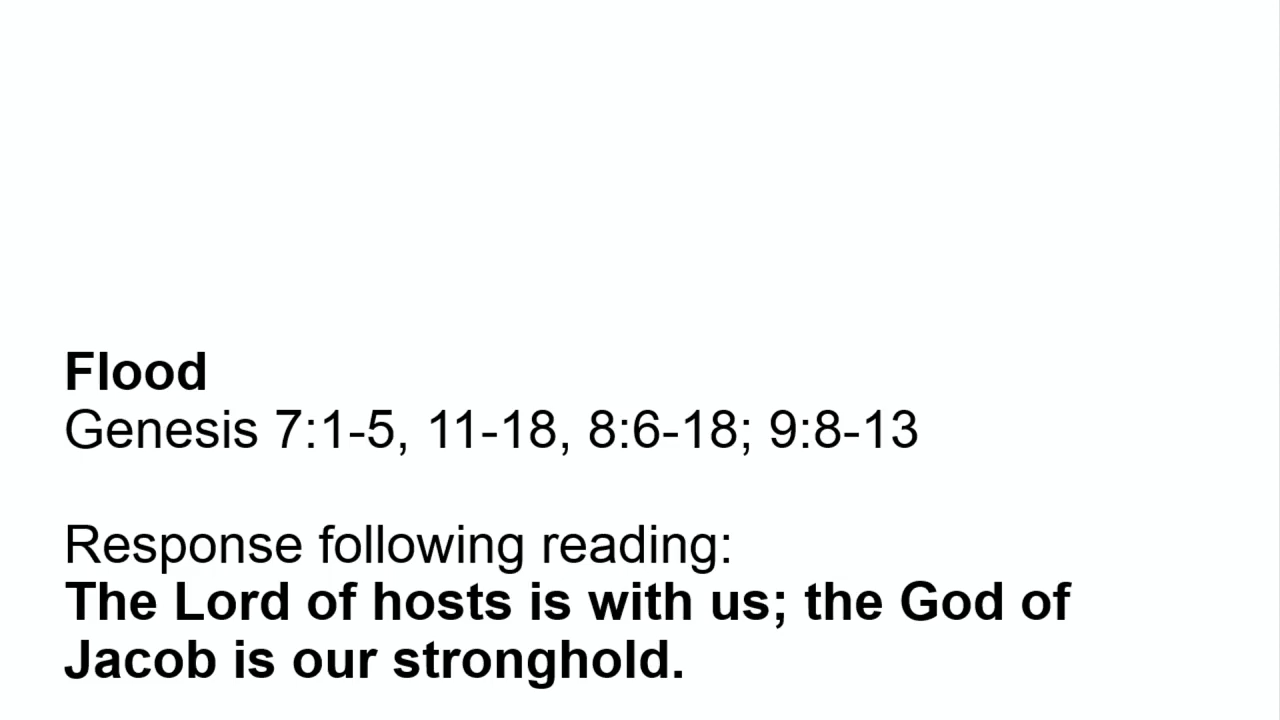 Flood
Genesis 7:1-5, 11-18, 8:6-18; 9:8-13
Response following reading:
The Lord of hosts is with us; the God of
Jacob is our stronghold.